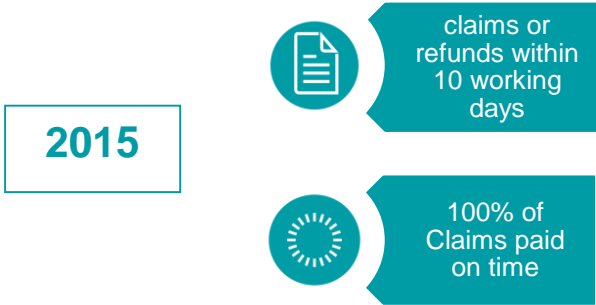 claims or
refunds within
10 working
days
2015
100% of
Claims paid
on time